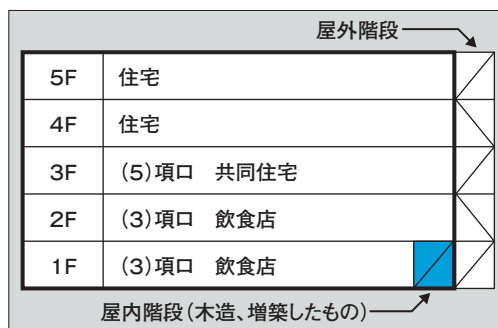 屋外階段
5F 住宅
4F 住宅
3F (5)項ロ 共同住宅
2F (3)項ロ 飲食店
1F (3)項ロ 飲食店
屋内階段(木造、増築したもの)